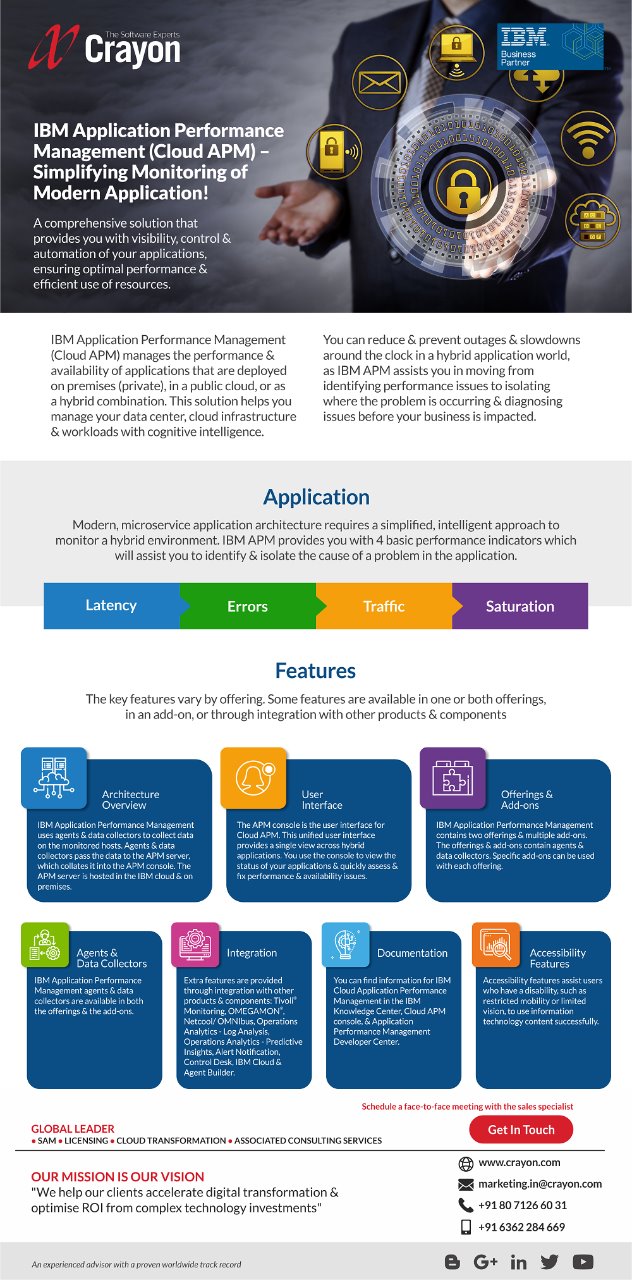 The Software Experts
Crayon
IBM
Business
Partner
IBM Application Performance
Management (Cloud APM) –
Simplifying Monitoring of
Modern Application!
A comprehensive solution that
provides you with visibility, control &
automation of your applications,
ensuring optimal performance &
efficient use of resources.
IBM Application Performance Management
(Cloud APM) manages the performance &
availability of applications that are deployed
on premises (private), in a public cloud, or as
a hybrid combination. This solution helps you
manage your data center, cloud infrastructure
& workloads with cognitive intelligence.
You can reduce & prevent outages & slowdowns
around the clock in a hybrid application world,
as IBM APM assists you in moving from
identifying performance issues to isolating
where the problem is occurring & diagnosing
issues before your business is impacted.
Application
Modern, microservice application architecture requires a simplified, intelligent approach to
monitor a hybrid environment. IBM APM provides you with 4 basic performance indicators which
will assist you to identify & isolate the cause of a problem in the application.
Latency
Errors
Traffic
Saturation
Features
The key features vary by offering. Some features are available in one or both offerings,
in an add-on, or through integration with other products & components
Architecture
Overview
IBM Application Performance Management
uses agents & data collectors to collect data
on the monitored hosts. Agents & data
collectors pass the data to the APM server,
which collates it into the APM console. The
APM server is hosted in the IBM cloud & on
premises.
User
Interface
The APM console is the user interface for
Cloud APM. This unified user interface
provides a single view across hybrid
applications. You use the console to view the
status of your applications & quickly assess &
fix performance & availability issues.
Offerings &
Add-ons
IBM Application Performance Management
contains two offerings & multiple add-ons.
The offerings & add-ons contain agents &
data collectors. Specific add-ons can be used
with each offering.
Agents &
Data Collectors
IBM Application Performance
Management agents & data
collectors are available in both
the offerings & the add-ons.
Integration
Extra features are provided
through integration with other
products & components: Tivoli®
Monitoring, OMEGAMON®,
Netcool/ OMNIbus, Operations
Analytics - Log Analysis,
Operations Analytics - Predictive
Insights, Alert Notification,
Control Desk, IBM Cloud &
Agent Builder.
Documentation
You can find information for IBM
Cloud Application Performance
Management in the IBM
Knowledge Center, Cloud APM
console, & Application
Performance Management
Developer Center.
Accessibility
Features
Accessibility features assist users
who have a disability, such as
restricted mobility or limited
vision, to use information
technology content successfully.
Schedule a face-to-face meeting with the sales specialist
Get In Touch
GLOBAL LEADER
• SAM • LICENSING • CLOUD TRANSFORMATION • ASSOCIATED CONSULTING SERVICES
OUR MISSION IS OUR VISION
"We help our clients accelerate digital transformation &
optimise ROI from complex technology investments"
www.crayon.com
marketing.in@crayon.com
+91 80 7126 60 31
+91 6362 284 669
An experienced advisor with a proven worldwide track record
G+ in